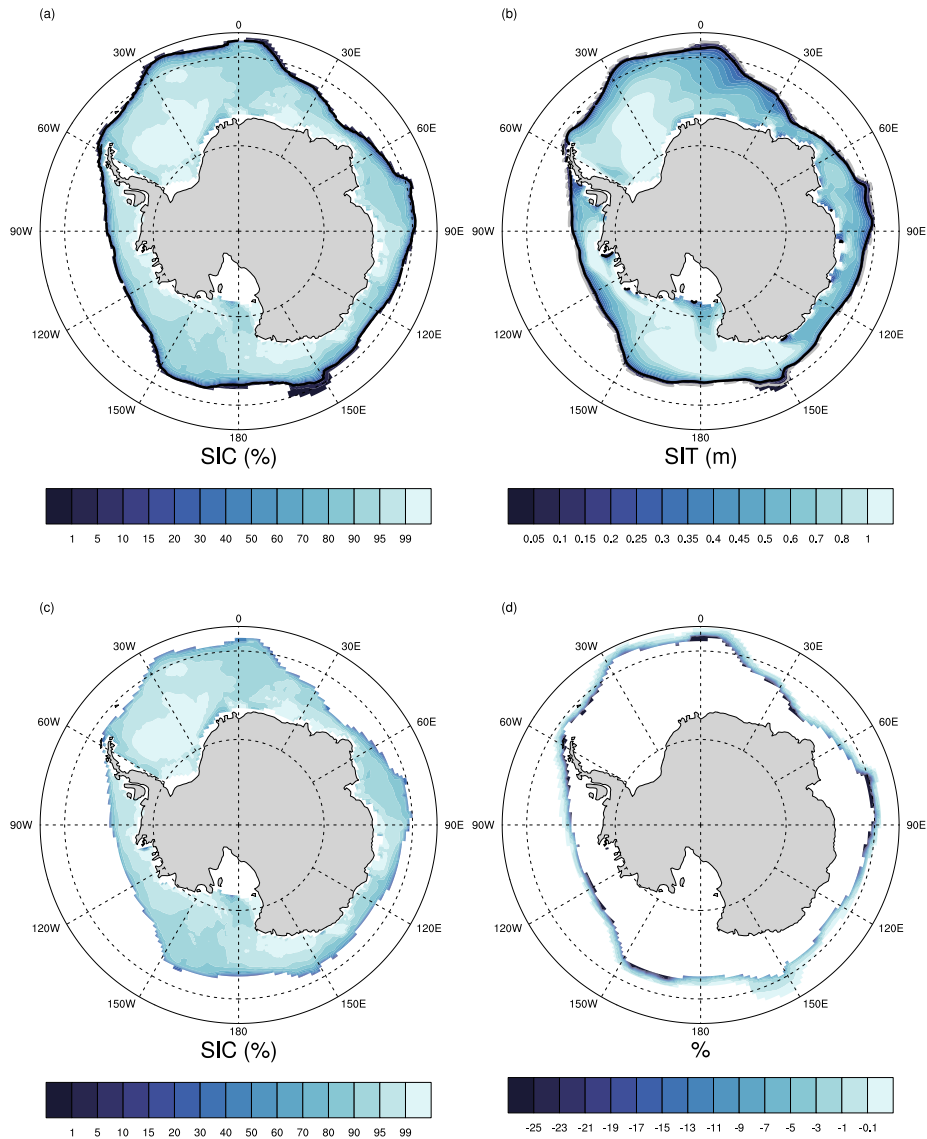 (a)
(b)
0
0
30W
30E
30W
30E
60W
60E
60W
60E
90W
90E
90W
90E
120W
120E
120W
120E
150W
150E
150W
150E
180
180
SIC (%)
SIT (m)
1 5 10 15 20 30 40 50 60 70 80 90 95 99
0.05 0.1 0.15 0.2 0.25 0.3 0.35 0.4 0.45 0.5 0.6 0.7 0.8 1
(c)
(d)
0
0
30W
30E
30W
30E
60W
60E
60W
60E
90W
90E
90W
90E
120W
120E
120W
120E
150W
150E
150W
150E
180
180
SIC (%)
%
1 5 10 15 20 30 40 50 60 70 80 90 95 99
-25 -23 -21 -19 -17 -15 -13 -11 -9 -7 -5 -3 -1 -0.1